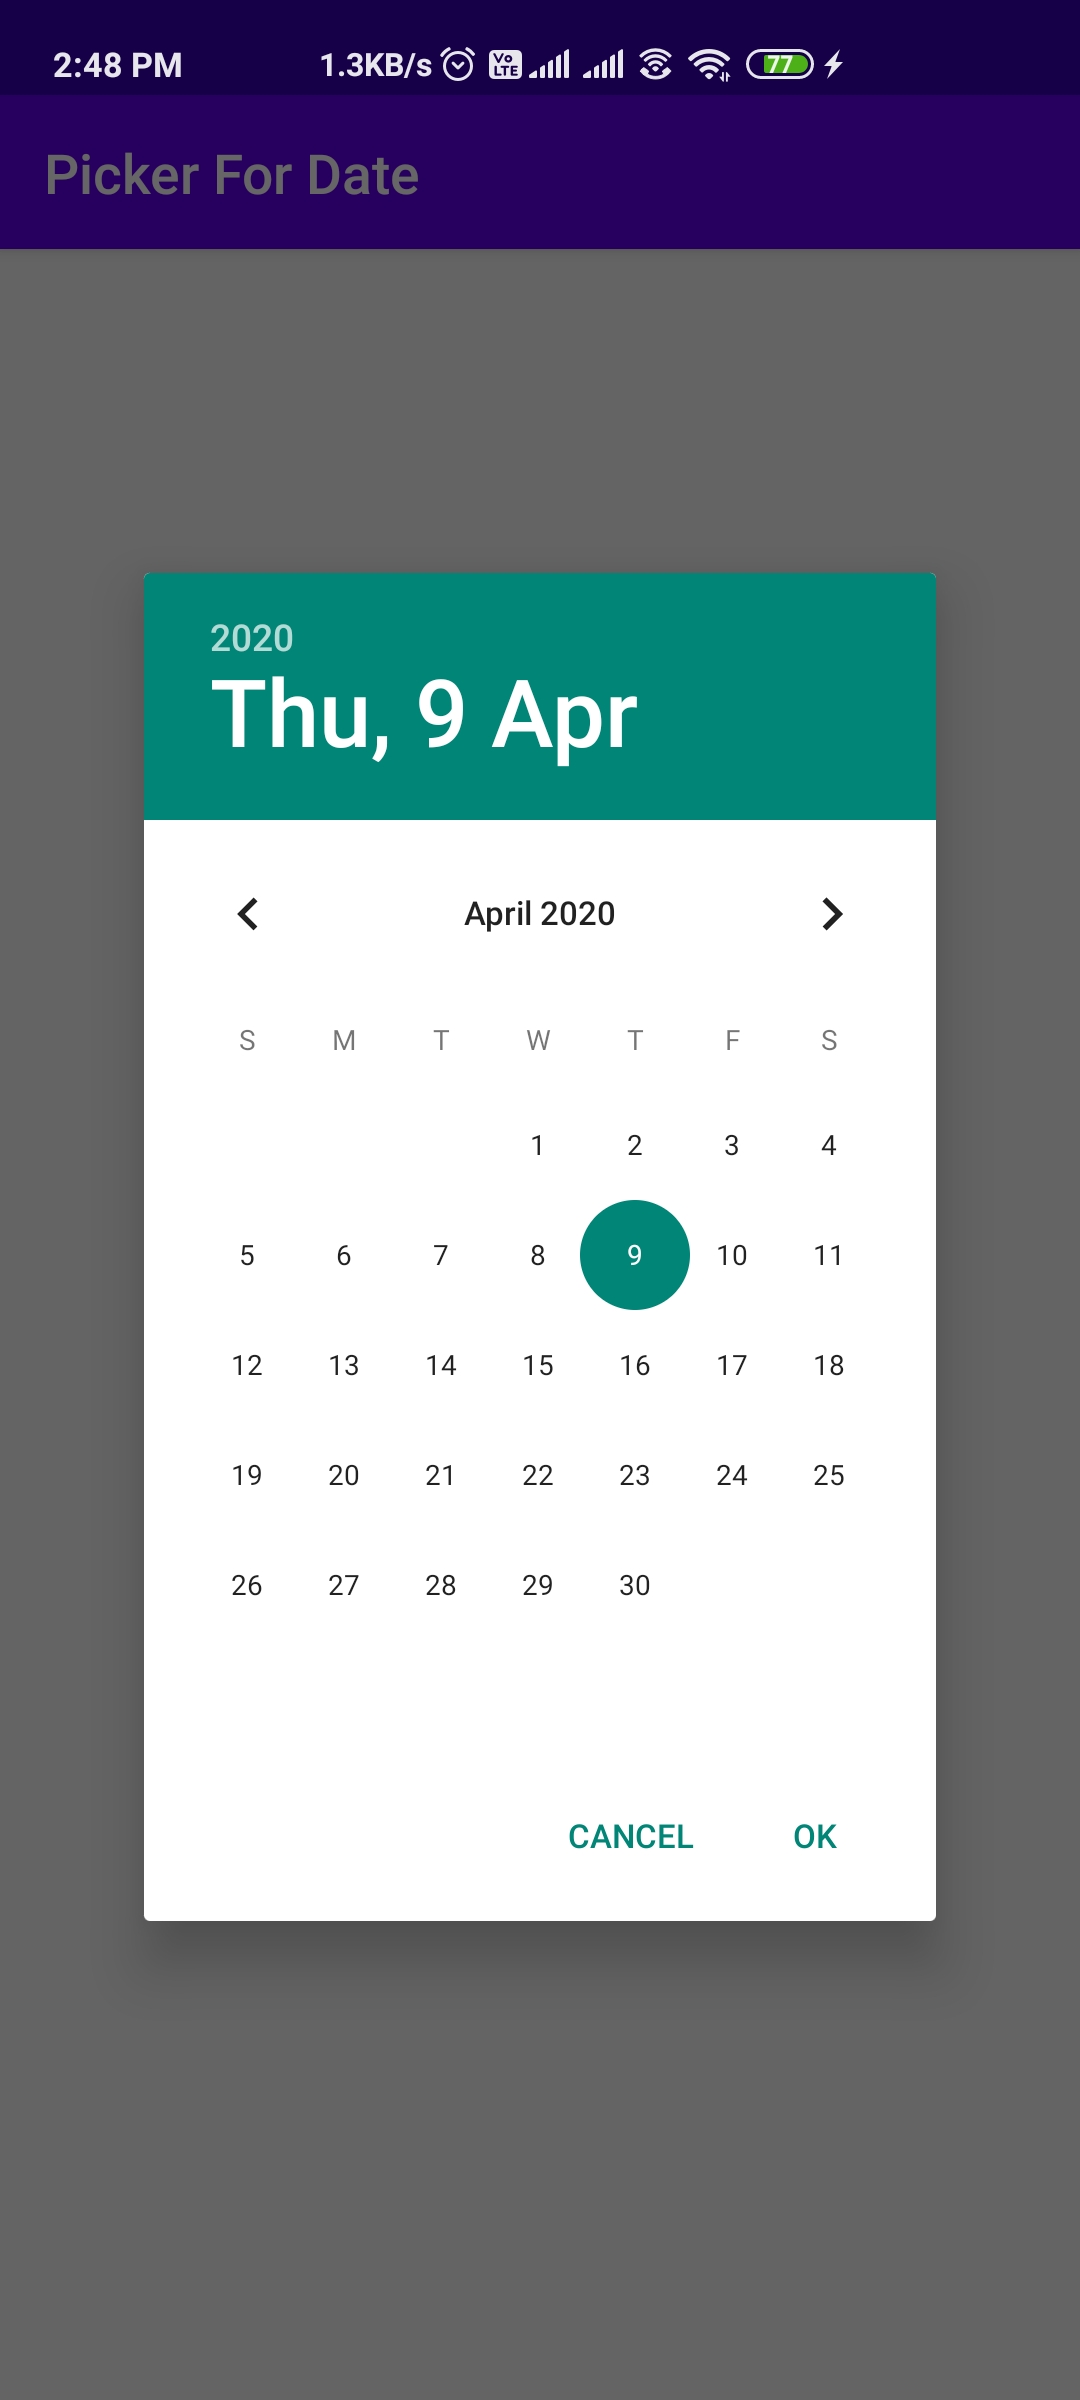 2:48 PM 1.3KB/s Vo LTE 77
Picker For Date
2020
Thu, 9 Apr
April 2020
S M T W T F S
1 2 3 4
5 6 7 8 9 10 11
12 13 14 15 16 17 18
19 20 21 22 23 24 25
26 27 28 29 30
CANCEL OK